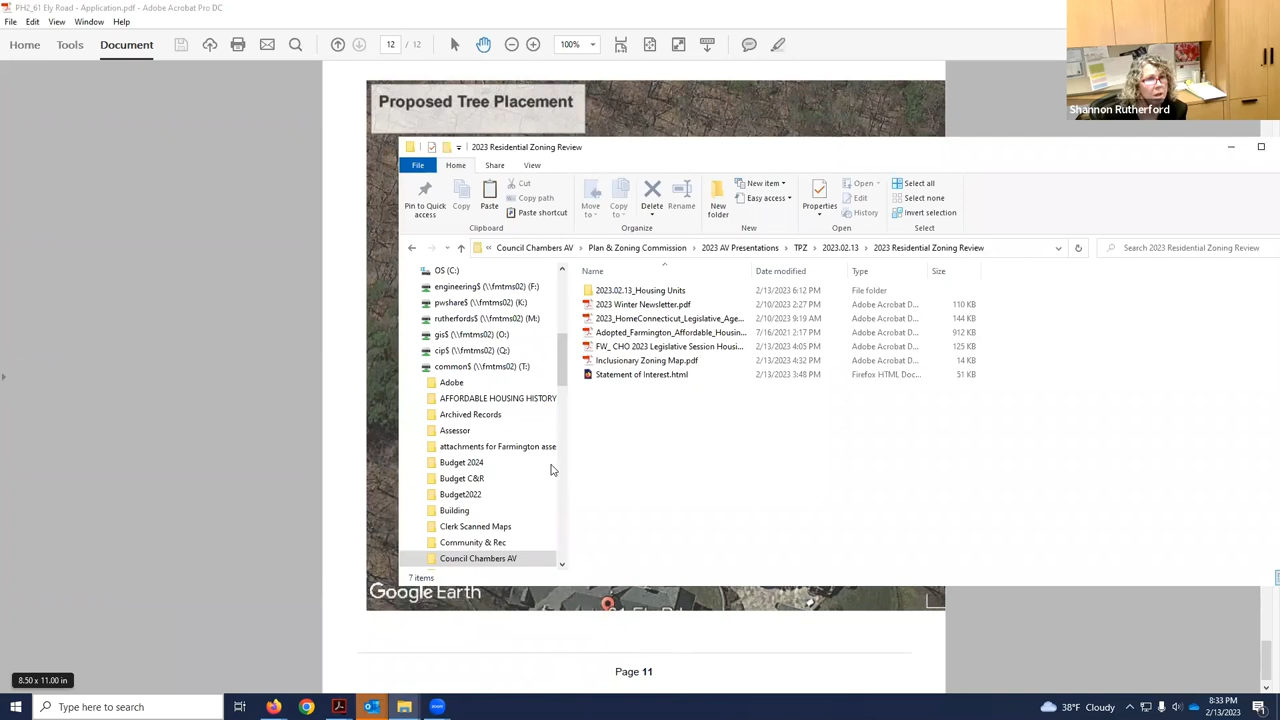 PH2_61 Ely Road - Application.pdf - Adobe Acrobat Pro DC
File Edit View Window Help
Home Tools Document 12 / 12 100%
Shannon Rutherford
Proposed Tree Placement
2023 Residential Zoning Review
File Home Share View
Pin to Quick access
Copy
Paste
Cut
Copy path
Paste shortcut
Clipboard
Move to
Copy to
Delete
Rename
Organize
New folder
New item
Easy access
New
Properties
Open
Edit
History
Open
Select all
Select none
Invert selection
Select
« Council Chambers AV › Plan & Zoning Commission › 2023 AV Presentations › TPZ › 2023.02.13 › 2023 Residential Zoning Review
Search 2023 Residential Zoning Review
OS (C:)
engineering$ (\\fmtms02) (F:)
pwshare$ (\\fmtms02) (K:)
rutherfords$ (\\fmtms02) (M:)
gis$ (\\fmtms02) (O:)
cip$ (\\fmtms02) (Q:)
common$ (\\fmtms02) (T:)
Adobe
AFFORDABLE HOUSING HISTORY
Archived Records
Assessor
attachments for Farmington asse
Budget 2024
Budget C&R
Budget2022
Building
Clerk Scanned Maps
Community & Rec
Council Chambers AV
Name Date modified Type Size
2023.02.13_Housing Units 2/13/2023 6:12 PM File folder
2023 Winter Newsletter.pdf 2/10/2023 2:27 PM Adobe Acrobat D... 110 KB
2023_HomeConnecticut_Legislative_Age... 2/10/2023 9:19 AM Adobe Acrobat D... 144 KB
Adopted_Farmington_Affordable_Housin... 7/16/2021 2:17 PM Adobe Acrobat D... 912 KB
FW_ CHO 2023 Legislative Session Housi... 2/13/2023 4:05 PM Adobe Acrobat D... 125 KB
Inclusionary Zoning Map.pdf 2/13/2023 4:32 PM Adobe Acrobat D... 14 KB
Statement of Interest.html 2/13/2023 3:48 PM Firefox HTML Doc... 51 KB
7 items
Google Earth
61 Ely
Page 11
8.50 x 11.00 in
Type here to search
38°F Cloudy
8:33 PM
2/13/2023